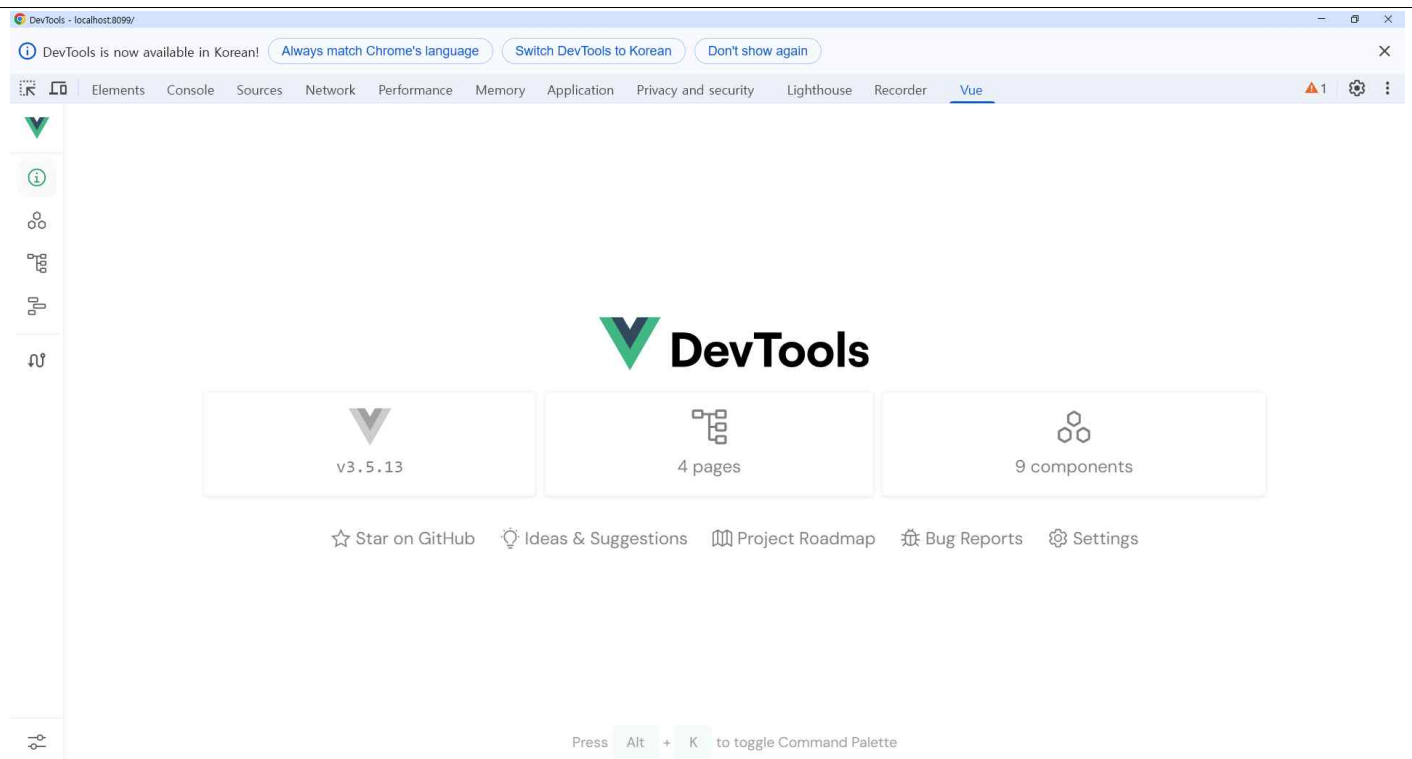 DevTools - localhost:8099/
DevTools is now available in Korean! Always match Chrome's language Switch DevTools to Korean Don't show again
Elements Console Sources Network Performance Memory Application Privacy and security Lighthouse Recorder Vue 1
DevTools
v3.5.13 4 pages 9 components
Star on GitHub Ideas & Suggestions Project Roadmap Bug Reports Settings
Press Alt + K to toggle Command Palette